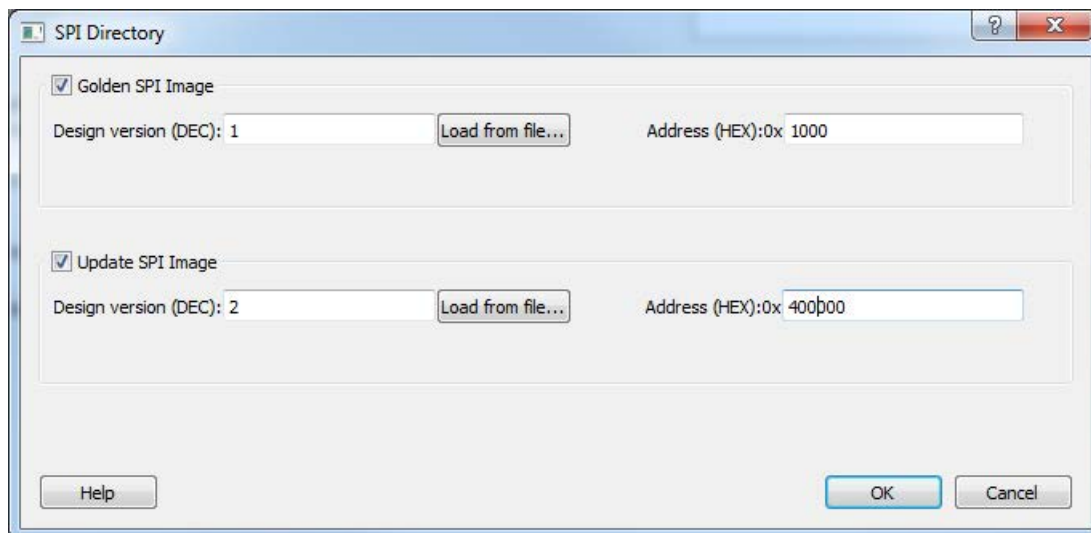 SPI Directory
Golden SPI Image
Design version (DEC): 1 Load from file... Address (HEX):0x 1000
Update SPI Image
Design version (DEC): 2 Load from file... Address (HEX):0x 400000
Help OK Cancel